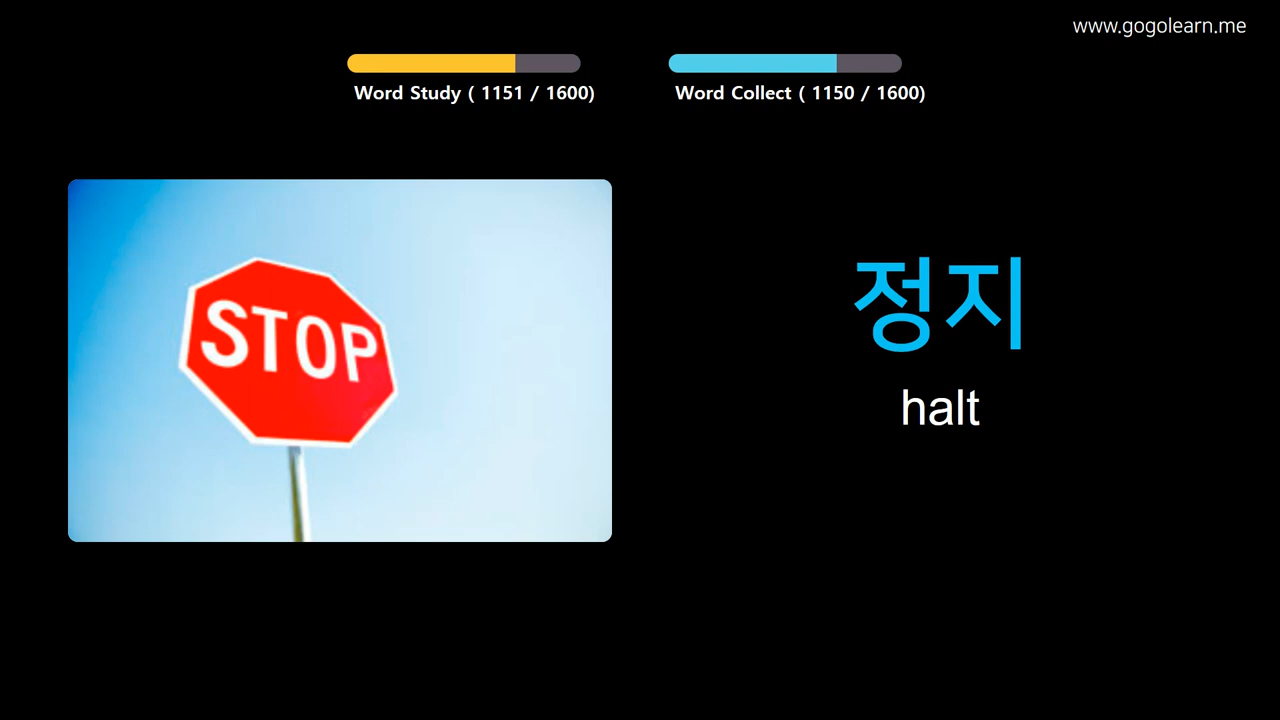 www.gogolearn.me
Word Study ( 1151 / 1600)
Word Collect ( 1150 / 1600)
STOP
정지
halt